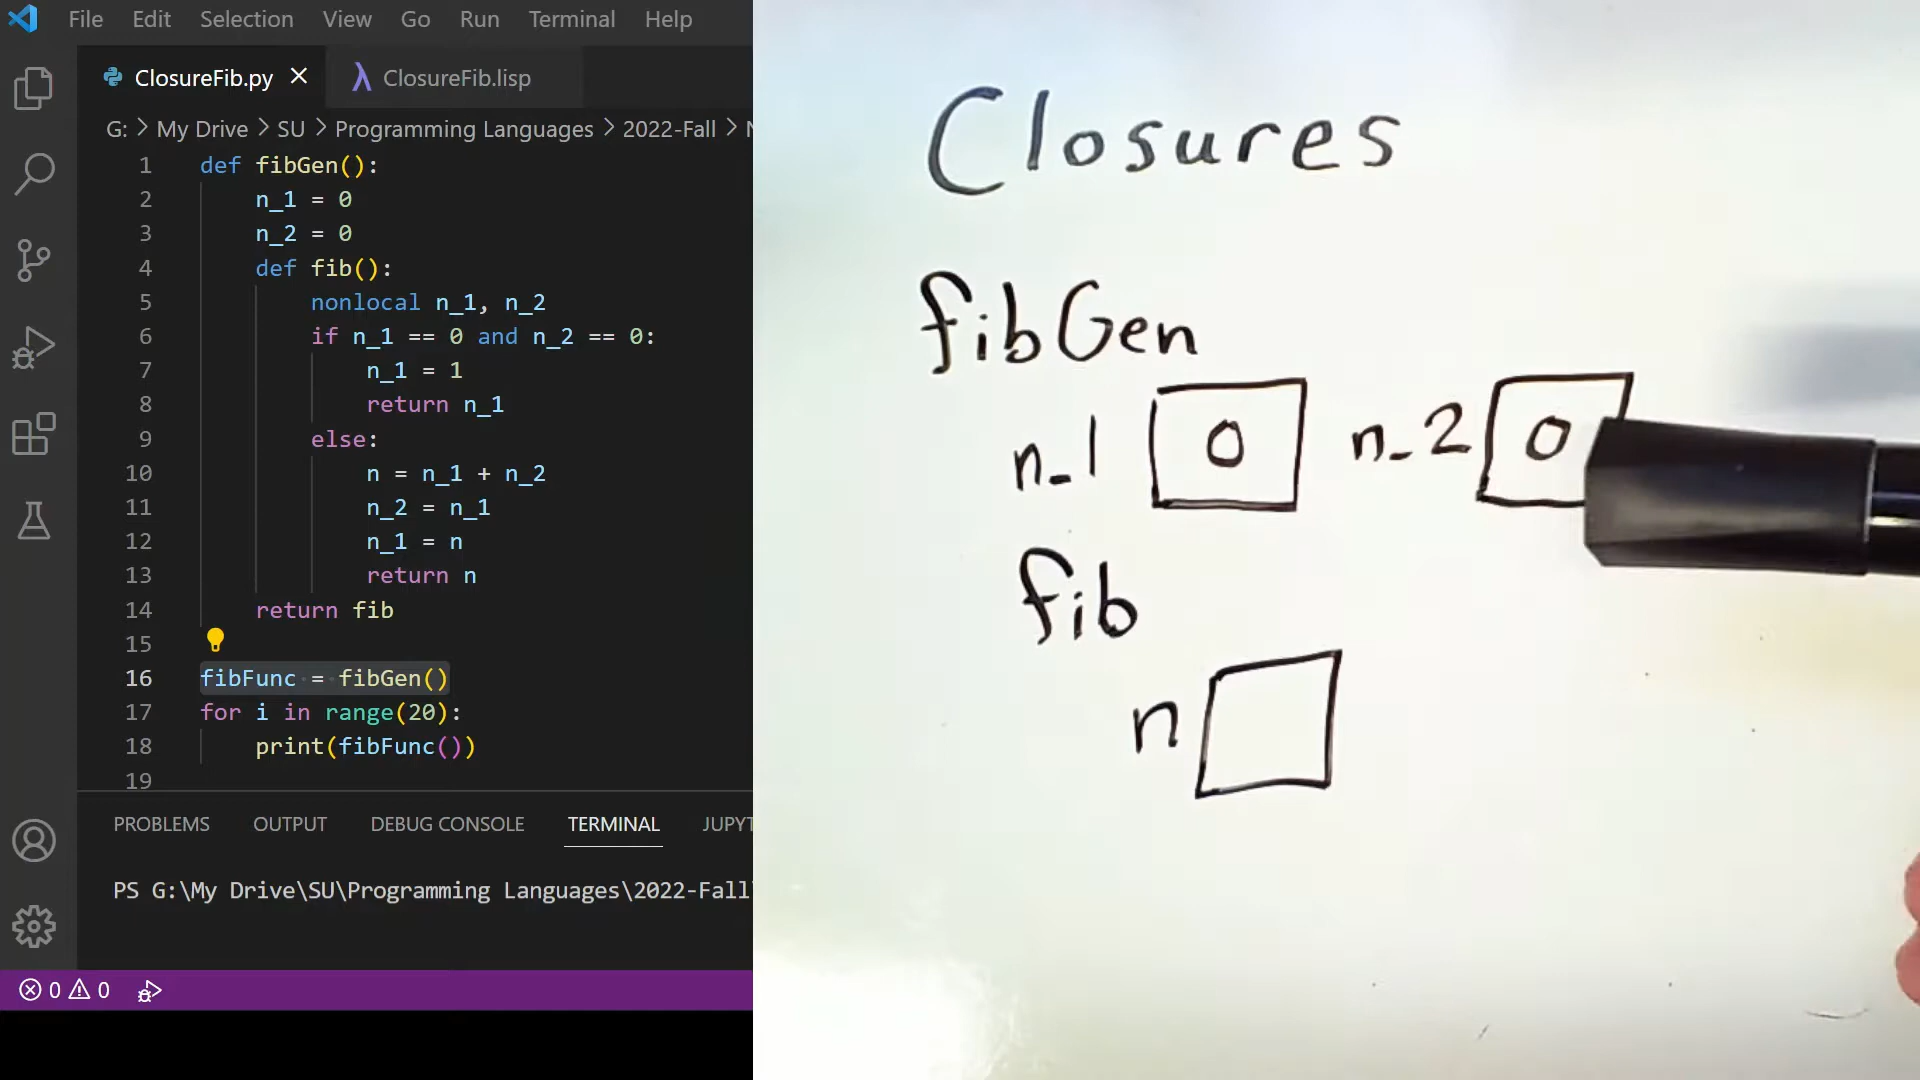 File Edit Selection View Go Run Terminal Help
ClosureFib.py × λ ClosureFib.lisp
G: > My Drive > SU > Programming Languages > 2022-Fall >
1 def fibGen():
2 n_1 = 0
3 n_2 = 0
4 def fib():
5 nonlocal n_1, n_2
6 if n_1 == 0 and n_2 == 0:
7 n_1 = 1
8 return n_1
9 else:
10 n = n_1 + n_2
11 n_2 = n_1
12 n_1 = n
13 return n
14 return fib
15
16 fibFunc = fibGen()
17 for i in range(20):
18 print(fibFunc())
19
PROBLEMS OUTPUT DEBUG CONSOLE TERMINAL JUPYT
PS G:\My Drive\SU\Programming Languages\2022-Fall
0 0
Closures
fibGen
n_1 0 n_2 0
fib
n